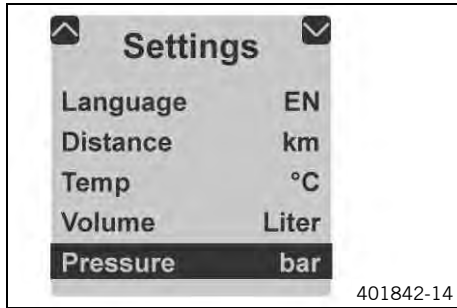 Settings
Language EN
Distance km
Temp °C
Volume Liter
Pressure bar
401842-14